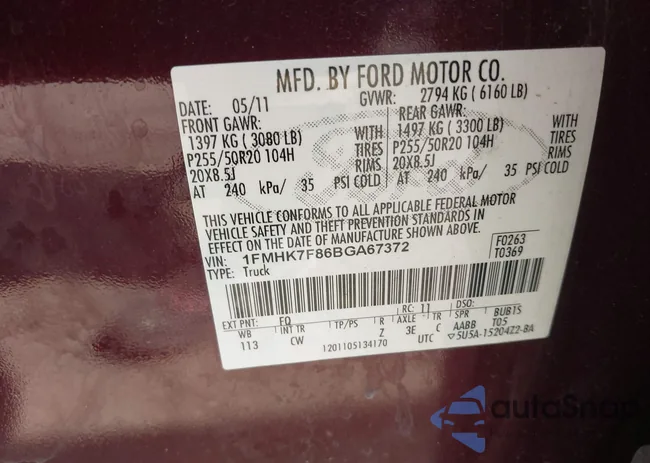 MFD. BY FORD MOTOR CO.
DATE: 05/11 GVWR: 2794 KG ( 6160 LB)
FRONT GAWR: REAR GAWR:
1397 KG ( 3080 LB) WITH 1497 KG ( 3300 LB) WITH
P255/50R20 104H TIRES P255/50R20 104H TIRES
20X8.5J RIMS 20X8.5J RIMS
AT 240 kPa/ 35 PSI COLD AT 240 kPa/ 35 PSI COLD
THIS VEHICLE CONFORMS TO ALL APPLICABLE FEDERAL MOTOR
VEHICLE SAFETY AND THEFT PREVENTION STANDARDS IN
EFFECT ON THE DATE OF MANUFACTURE SHOWN ABOVE.
VIN: 1FMHK7F86BGA67372 F0263
TYPE: Truck T0369
EXT PNT: FQ RC: 11 DSO:
WB INT TR TP/PS R AXLE TR SPR BUB1S
113 CW Z 3E C AABB T05
1201105134170 UTC ▽5U5A-1520472-BA
Ford
autoSnap